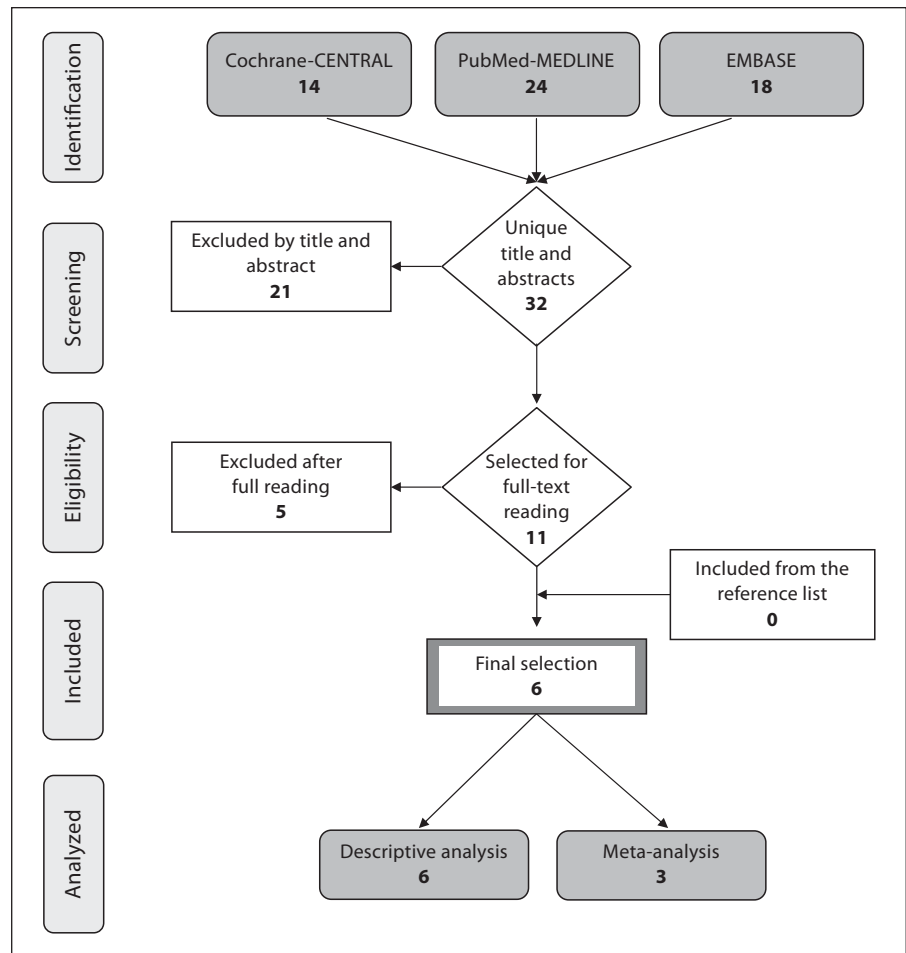 Identification
Cochrane-CENTRAL
14
PubMed-MEDLINE
24
EMBASE
18
Screening
Excluded by title and
abstract
21
Unique
title and
abstracts
32
Eligibility
Excluded after
full reading
5
Selected for
full-text
reading
11
Included from the
reference list
0
Included
Final selection
6
Analyzed
Descriptive analysis
6
Meta-analysis
3